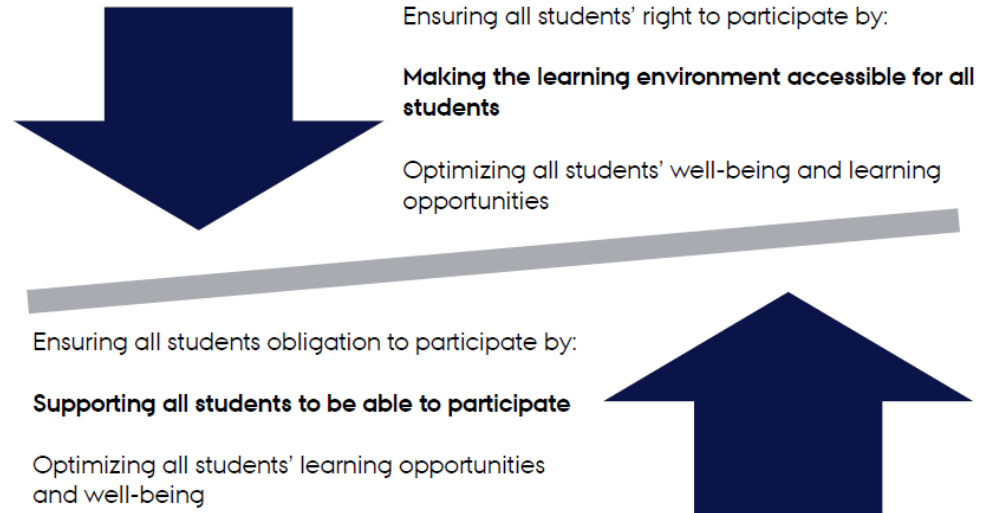 Ensuring all students’ right to participate by:
Making the learning environment accessible for all
students
Optimizing all students’ well-being and learning
opportunities
Ensuring all students obligation to participate by:
Supporting all students to be able to participate
Optimizing all students’ learning opportunities
and well-being